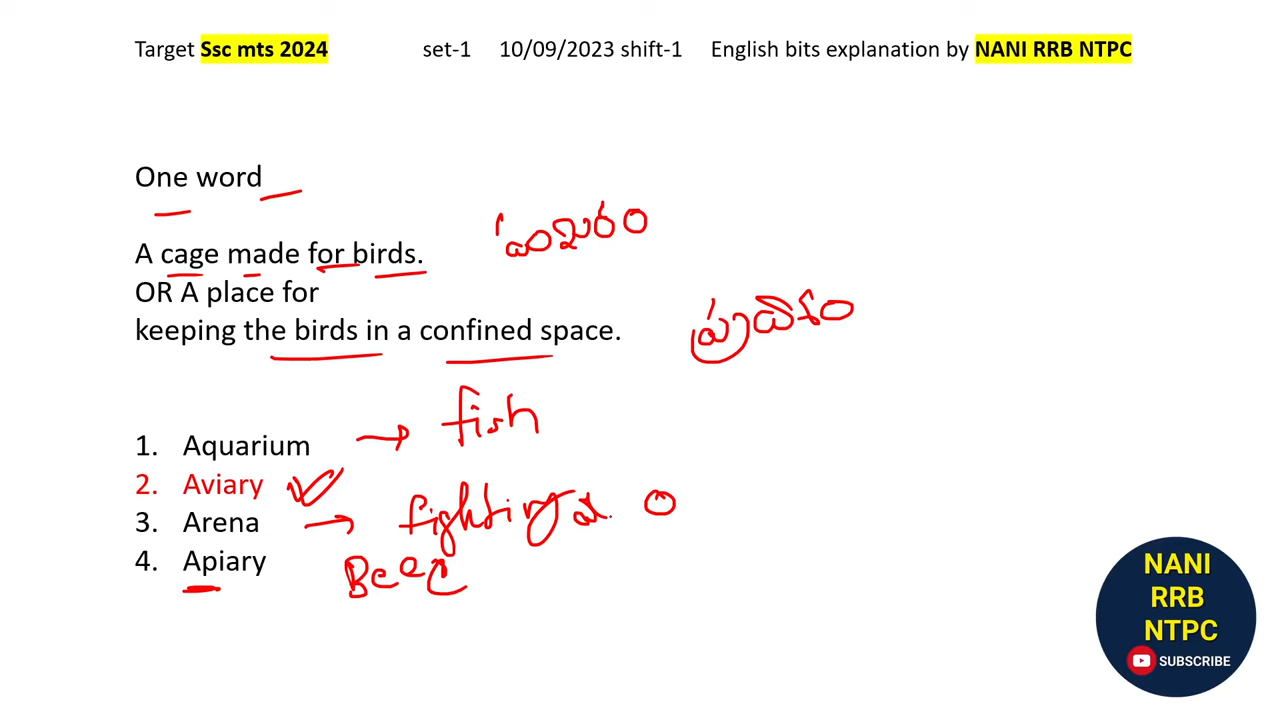 Target Ssc mts 2024 set-1 10/09/2023 shift-1 English bits explanation by NANI RRB NTPC
One word
A cage made for birds.
OR A place for
keeping the birds in a confined space.
1. Aquarium → fish
2. Aviary
3. Arena → fighting
4. Apiary Bees
NANI
RRB
NTPC
SUBSCRIBE